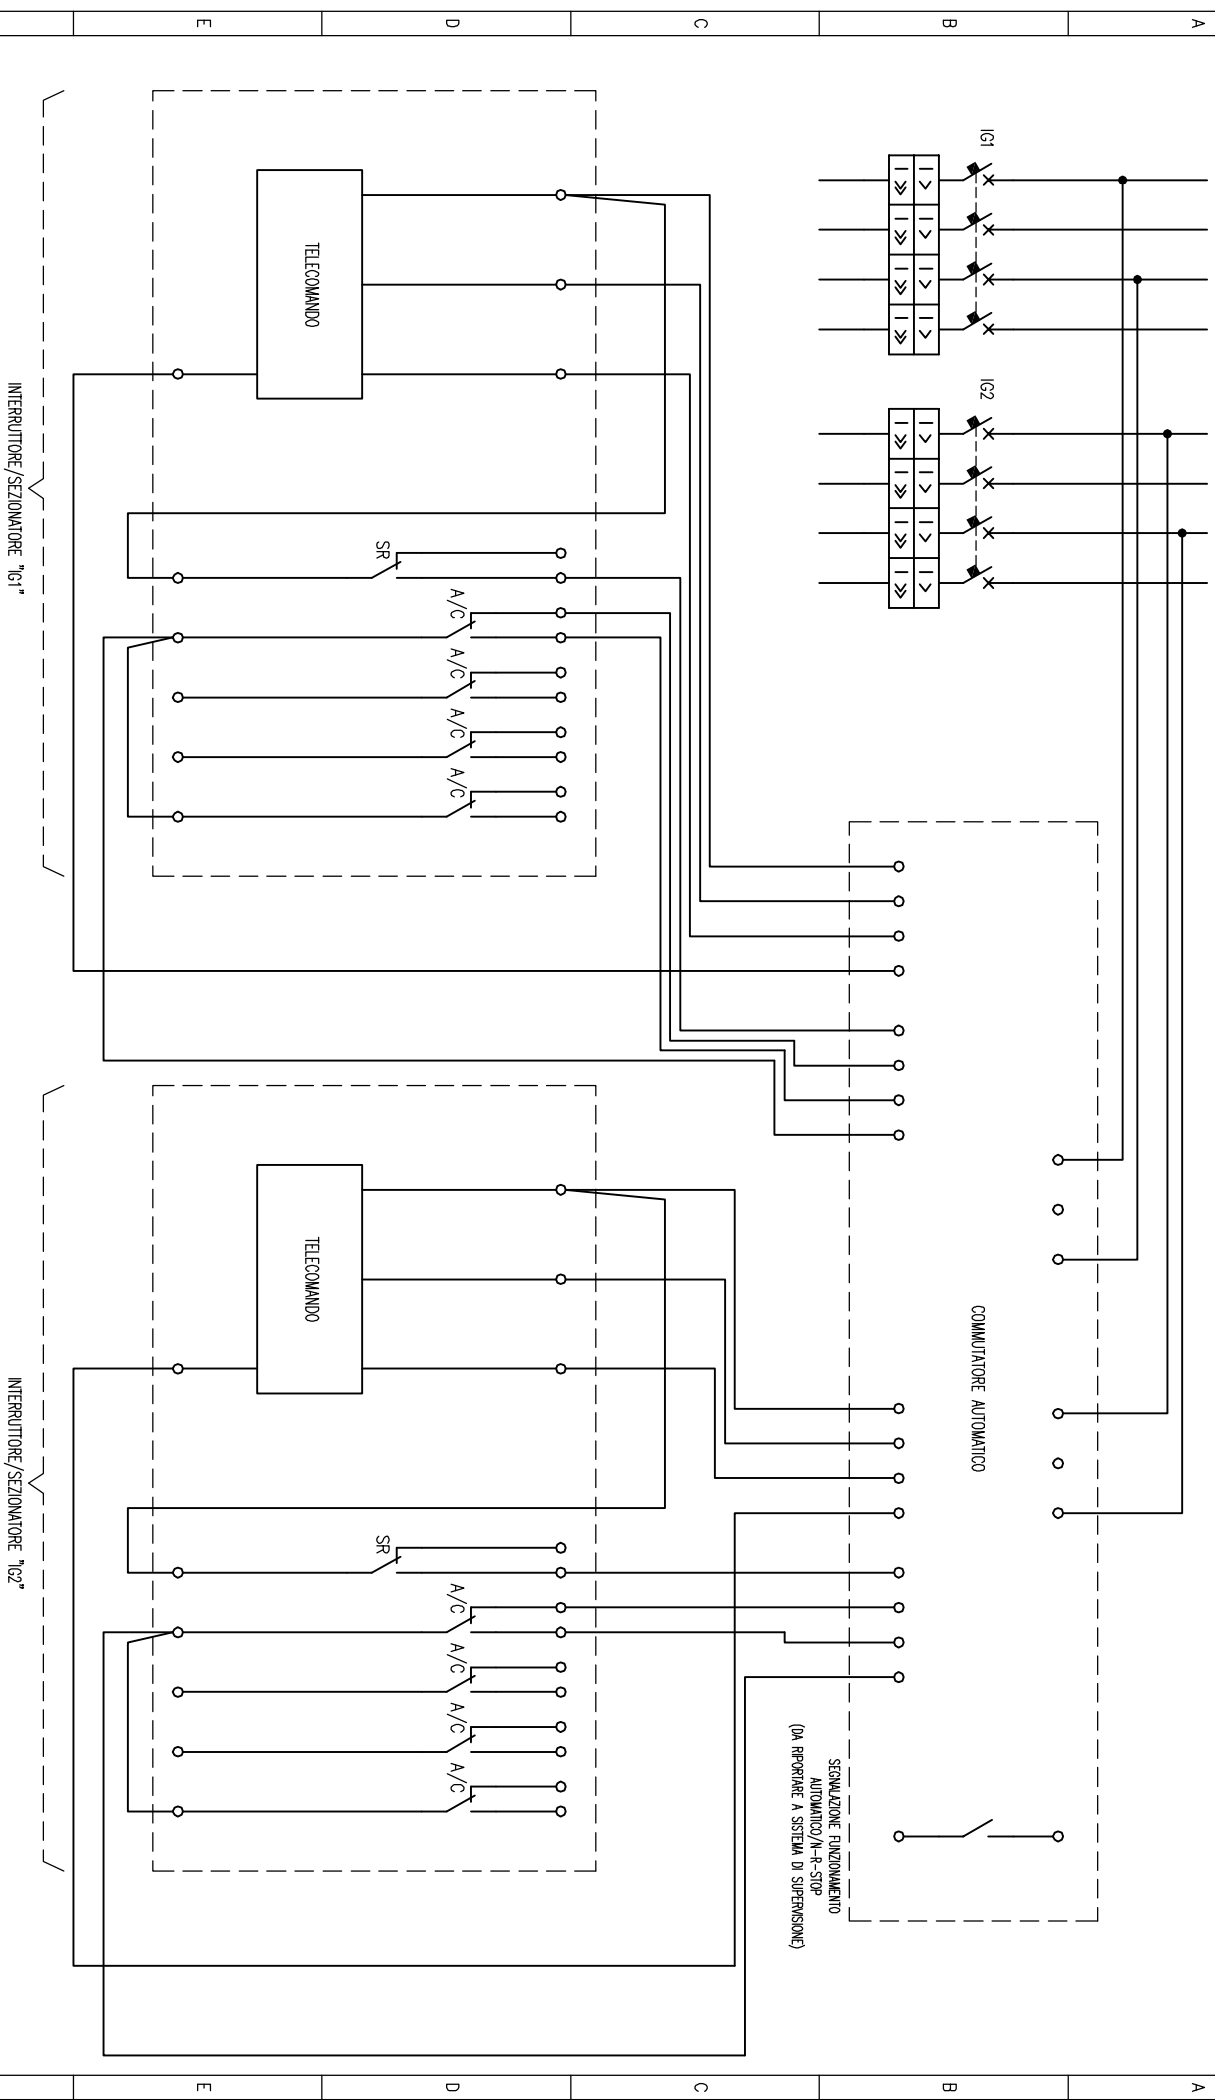 A
B
C
D
E
IG1
IG2
COMMUTATORE AUTOMATICO
SEGNALAZIONE FUNZIONAMENTO
AUTOMATICO/N-R-STOP
(DA RIPORTARE A SISTEMA DI SUPERVISIONE)
TELECOMANDO
SR
A/C
A/C
A/C
A/C
TELECOMANDO
SR
A/C
A/C
A/C
A/C
INTERRUTTORE/SEZIONATORE "IG1"
INTERRUTTORE/SEZIONATORE "IG2"
A
B
C
D
E